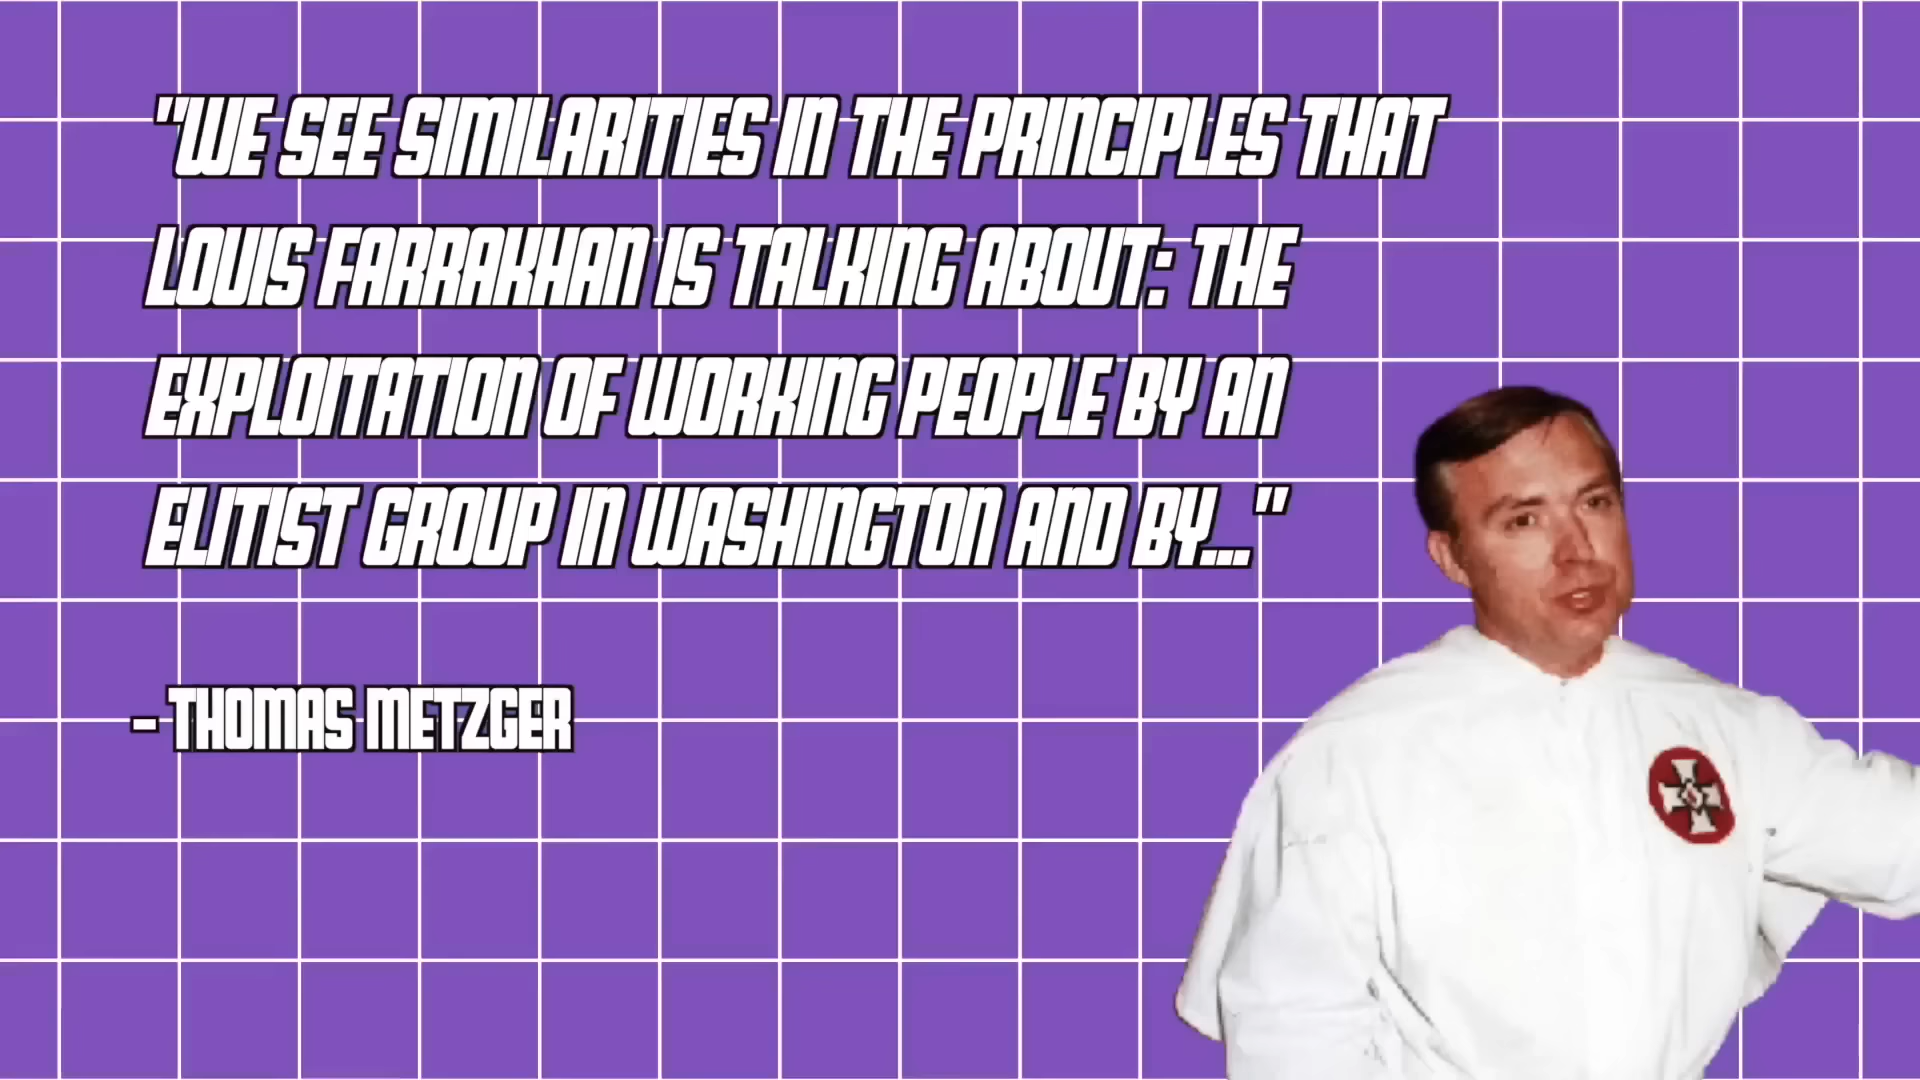 "WE SEE SIMILARITIES IN THE PRINCIPLES THAT
LOUIS FARRAKHAN IS TALKING ABOUT: THE
EXPLOITATION OF WORKING PEOPLE BY AN
ELITIST GROUP IN WASHINGTON AND BY..."
- THOMAS METZGER